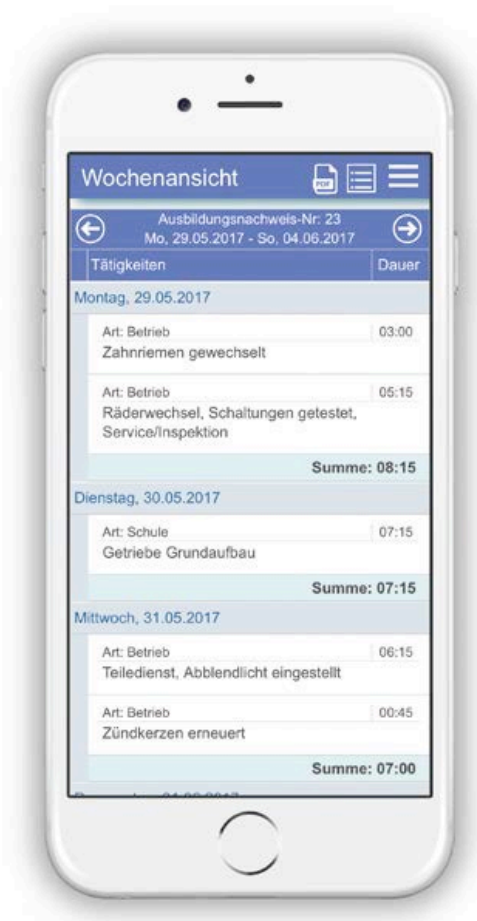 Wochenansicht
PDF
Ausbildungsnachweis-Nr: 23
Mo, 29.05.2017 - So, 04.06.2017
Tätigkeiten Dauer
Montag, 29.05.2017
Art: Betrieb 03:00
Zahnriemen gewechselt
Art: Betrieb 05:15
Räderwechsel, Schaltungen getestet,
Service/Inspektion
Summe: 08:15
Dienstag, 30.05.2017
Art: Schule 07:15
Getriebe Grundaufbau
Summe: 07:15
Mittwoch, 31.05.2017
Art: Betrieb 06:15
Teiledienst, Abblendlicht eingestellt
Art: Betrieb 00:45
Zündkerzen erneuert
Summe: 07:00